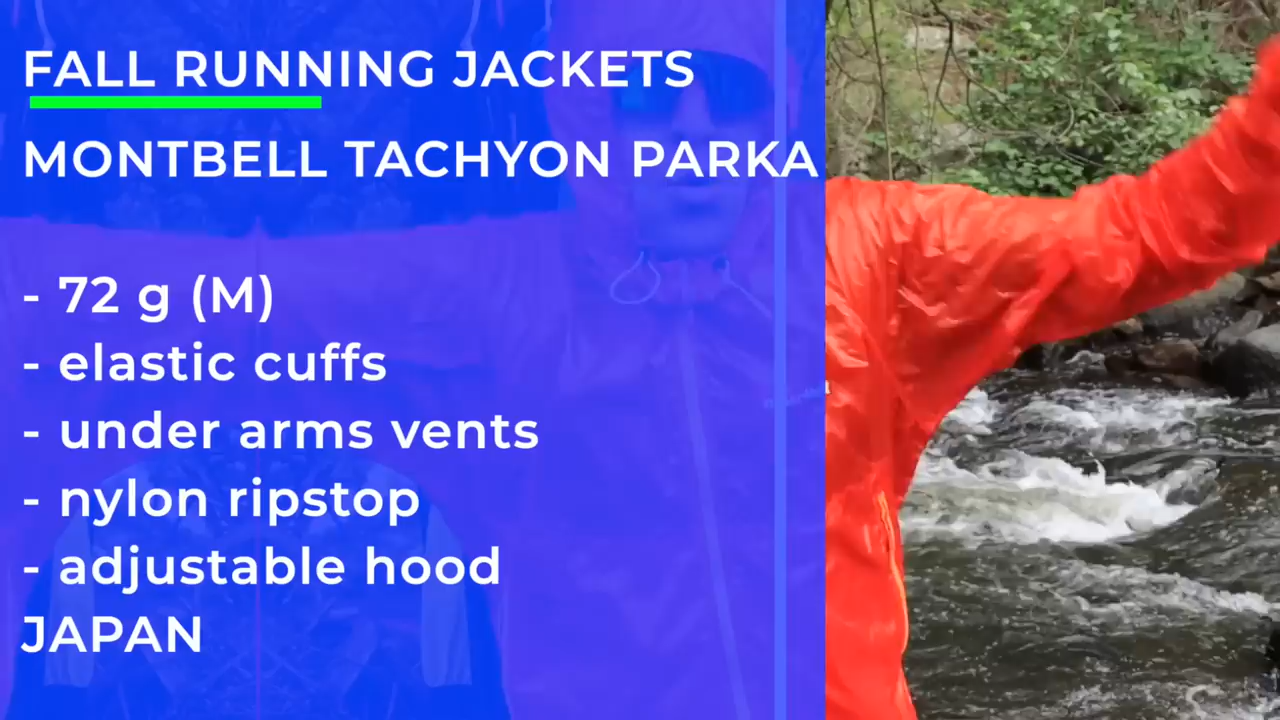 FALL RUNNING JACKETS
MONTBELL TACHYON PARKA
- 72 g (M)
- elastic cuffs
- under arms vents
- nylon ripstop
- adjustable hood
JAPAN